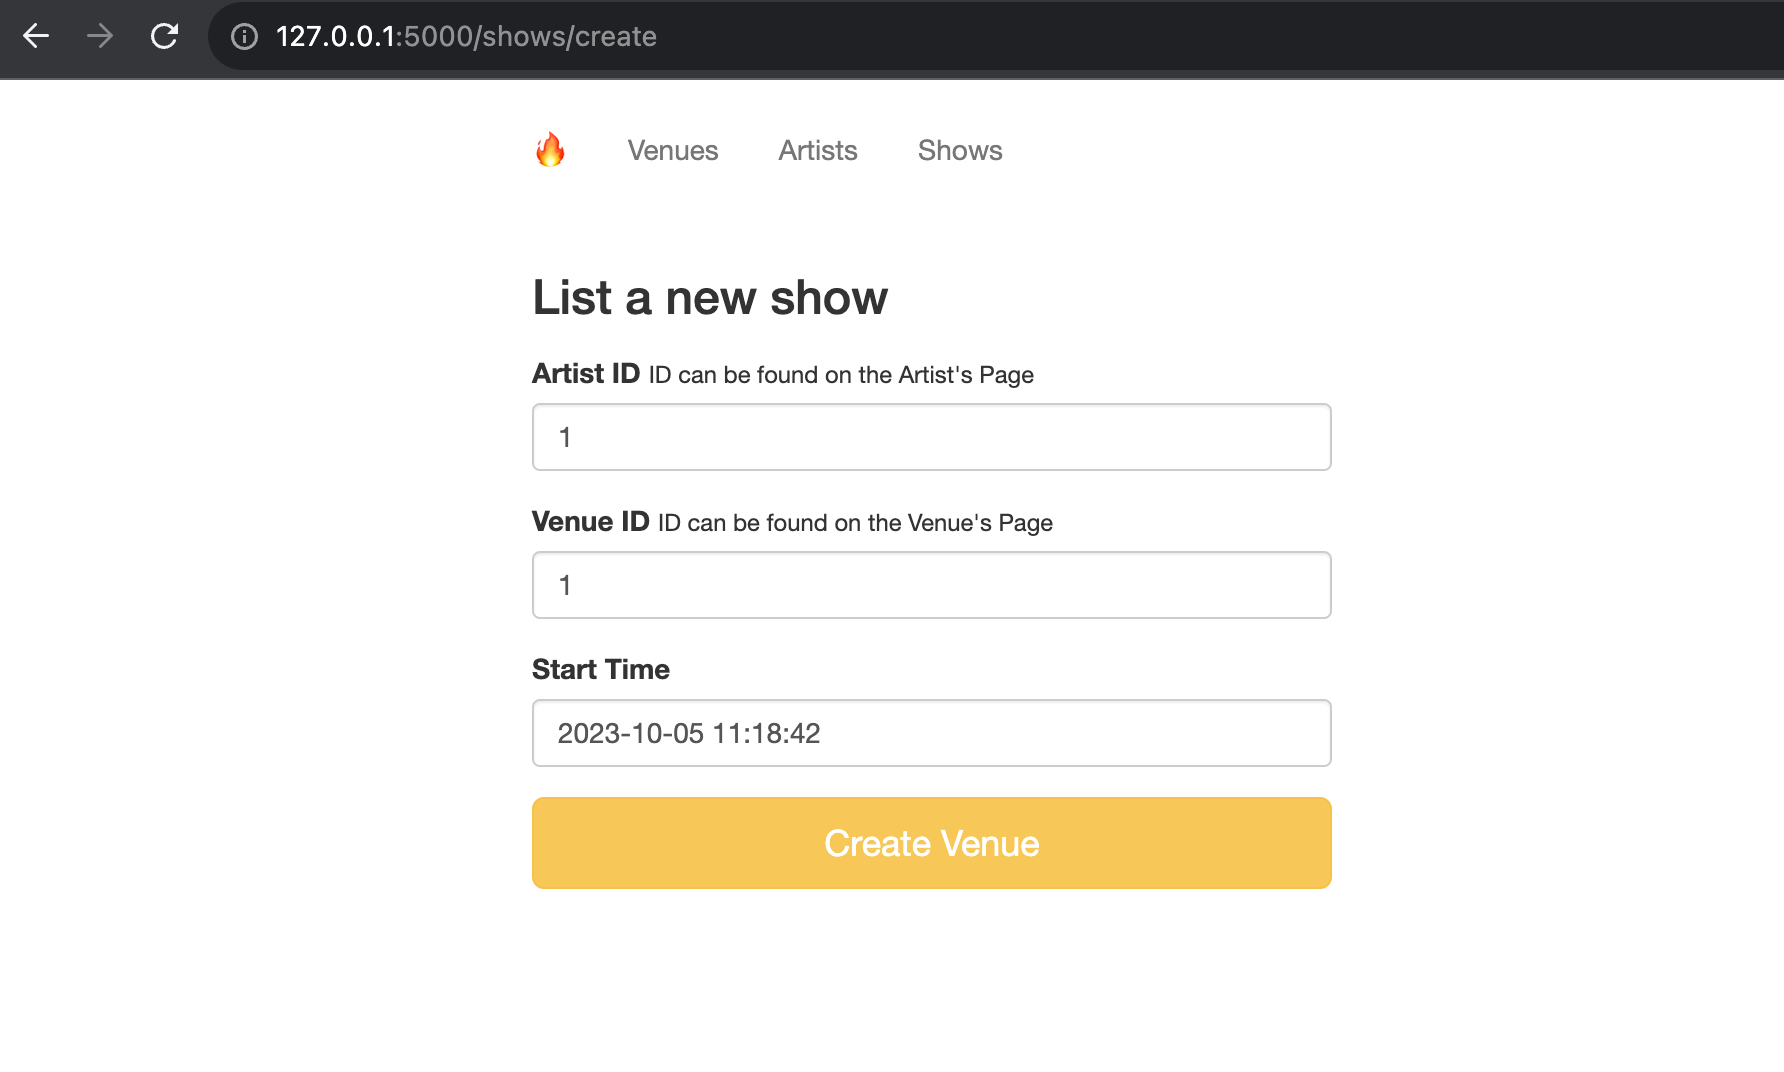 127.0.0.1:5000/shows/create
Venues Artists Shows
List a new show
Artist ID ID can be found on the Artist's Page
1
Venue ID ID can be found on the Venue's Page
1
Start Time
2023-10-05 11:18:42
Create Venue